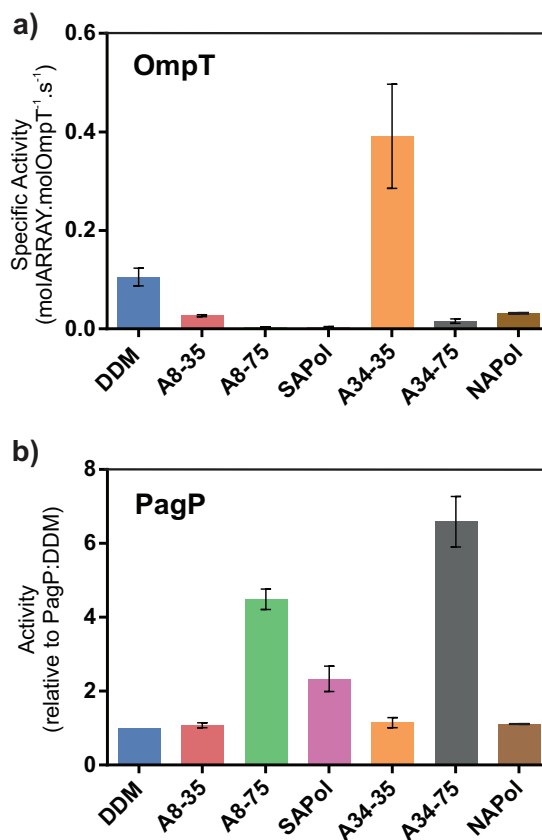 a)
OmpT
Specific Activity
(molARRAY.molOmpT⁻¹.s⁻¹)
0.6
0.4
0.2
0.0
DDM
A8-35
A8-75
SAPol
A34-35
A34-75
NAPol
b)
PagP
Activity
(relative to PagP:DDM)
8
6
4
2
0
DDM
A8-35
A8-75
SAPol
A34-35
A34-75
NAPol